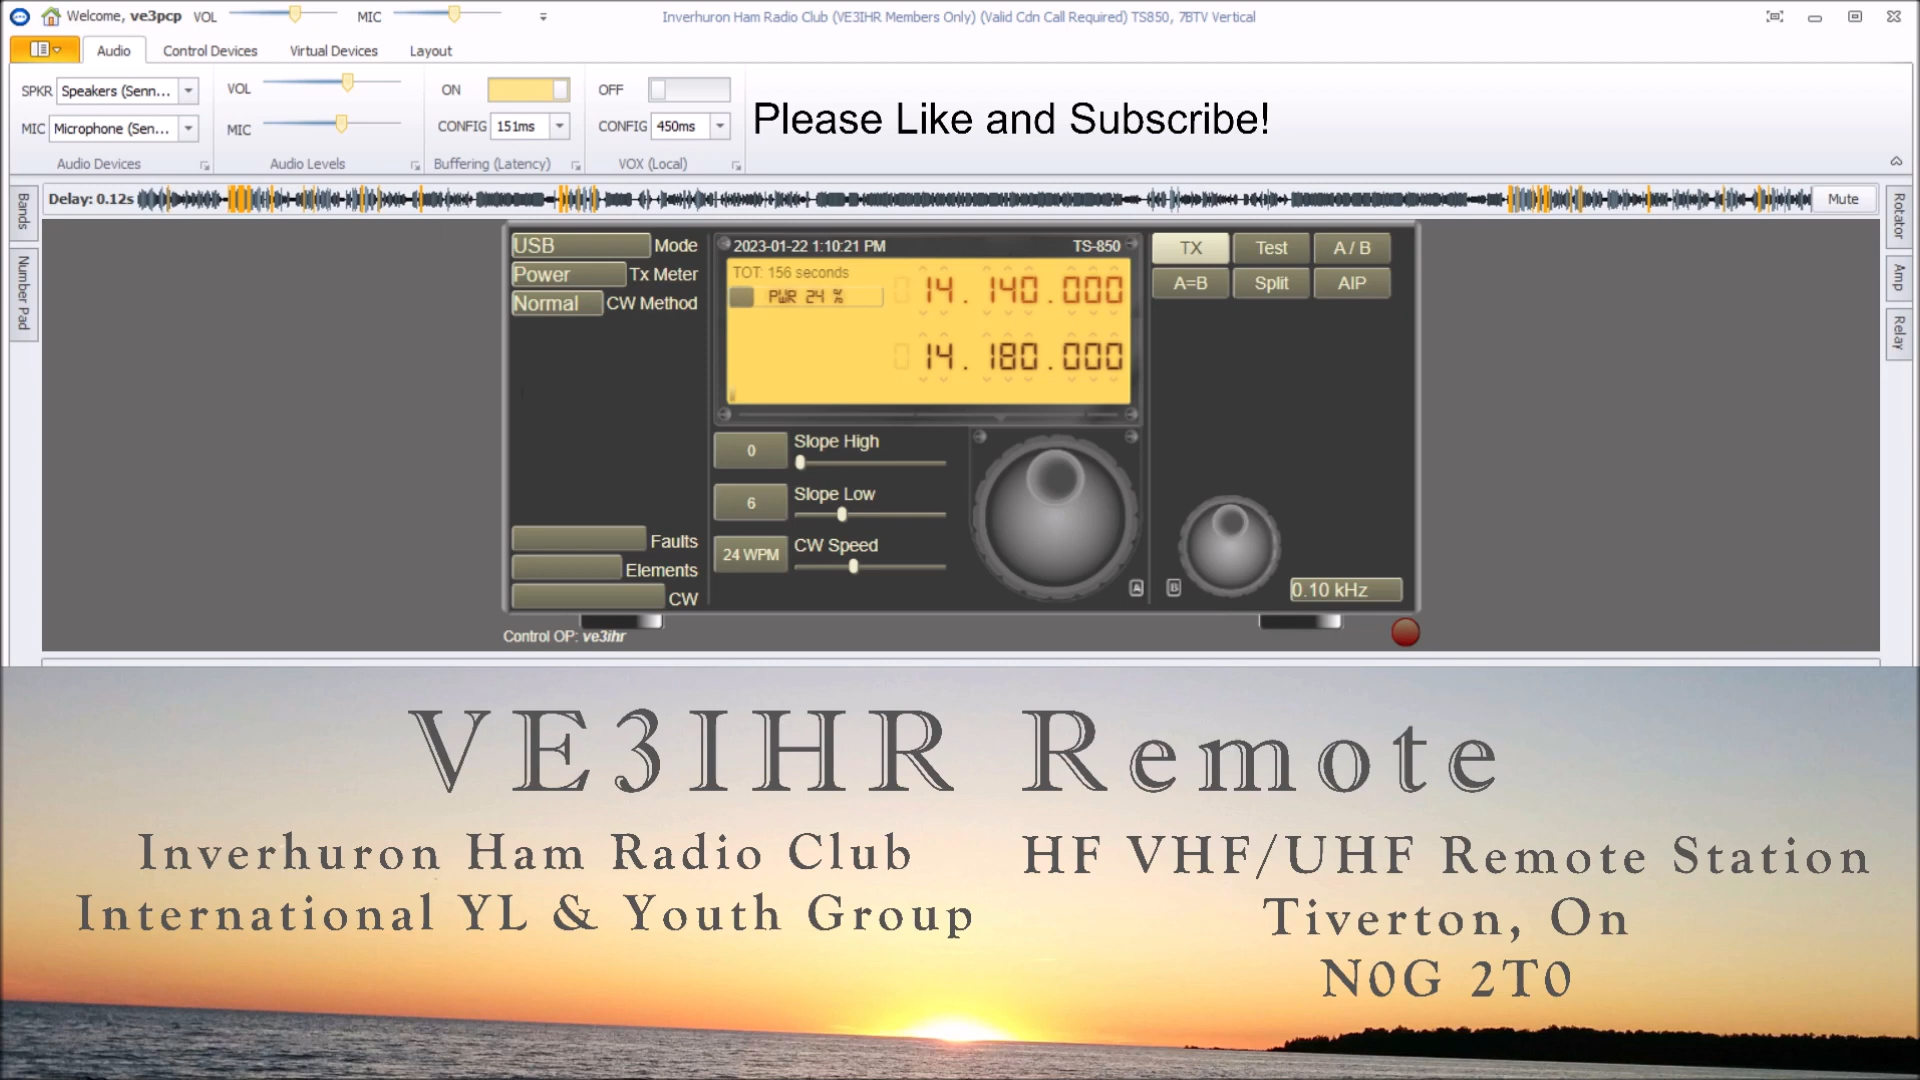 Welcome, ve3pcp VOL MIC
Inverhuron Ham Radio Club (VE3IHR Members Only) (Valid Cdn Call Required) TS850, 7BTV Vertical
Audio Control Devices Virtual Devices Layout
SPKR Speakers (Senn... VOL ON OFF
MIC Microphone (Sen... MIC CONFIG 151ms CONFIG 450ms
Audio Devices Audio Levels Buffering (Latency) VOX (Local)
Please Like and Subscribe!
Bands
Number Pad
Delay: 0.12s
Mute
Rotator
Amp
Relay
USB Mode
Power Tx Meter
Normal CW Method
2023-01-22 1:10:21 PM TS-850
TOT: 156 seconds
PWR 24 %
14.140.000
14.180.000
TX Test A / B
A=B Split AIP
0 Slope High
6 Slope Low
24 WPM CW Speed
Faults
Elements
CW
A B
0.10 kHz
Control OP: ve3ihr
VE3IHR Remote
Inverhuron Ham Radio Club
International YL & Youth Group
HF VHF/UHF Remote Station
Tiverton, On
N0G 2T0